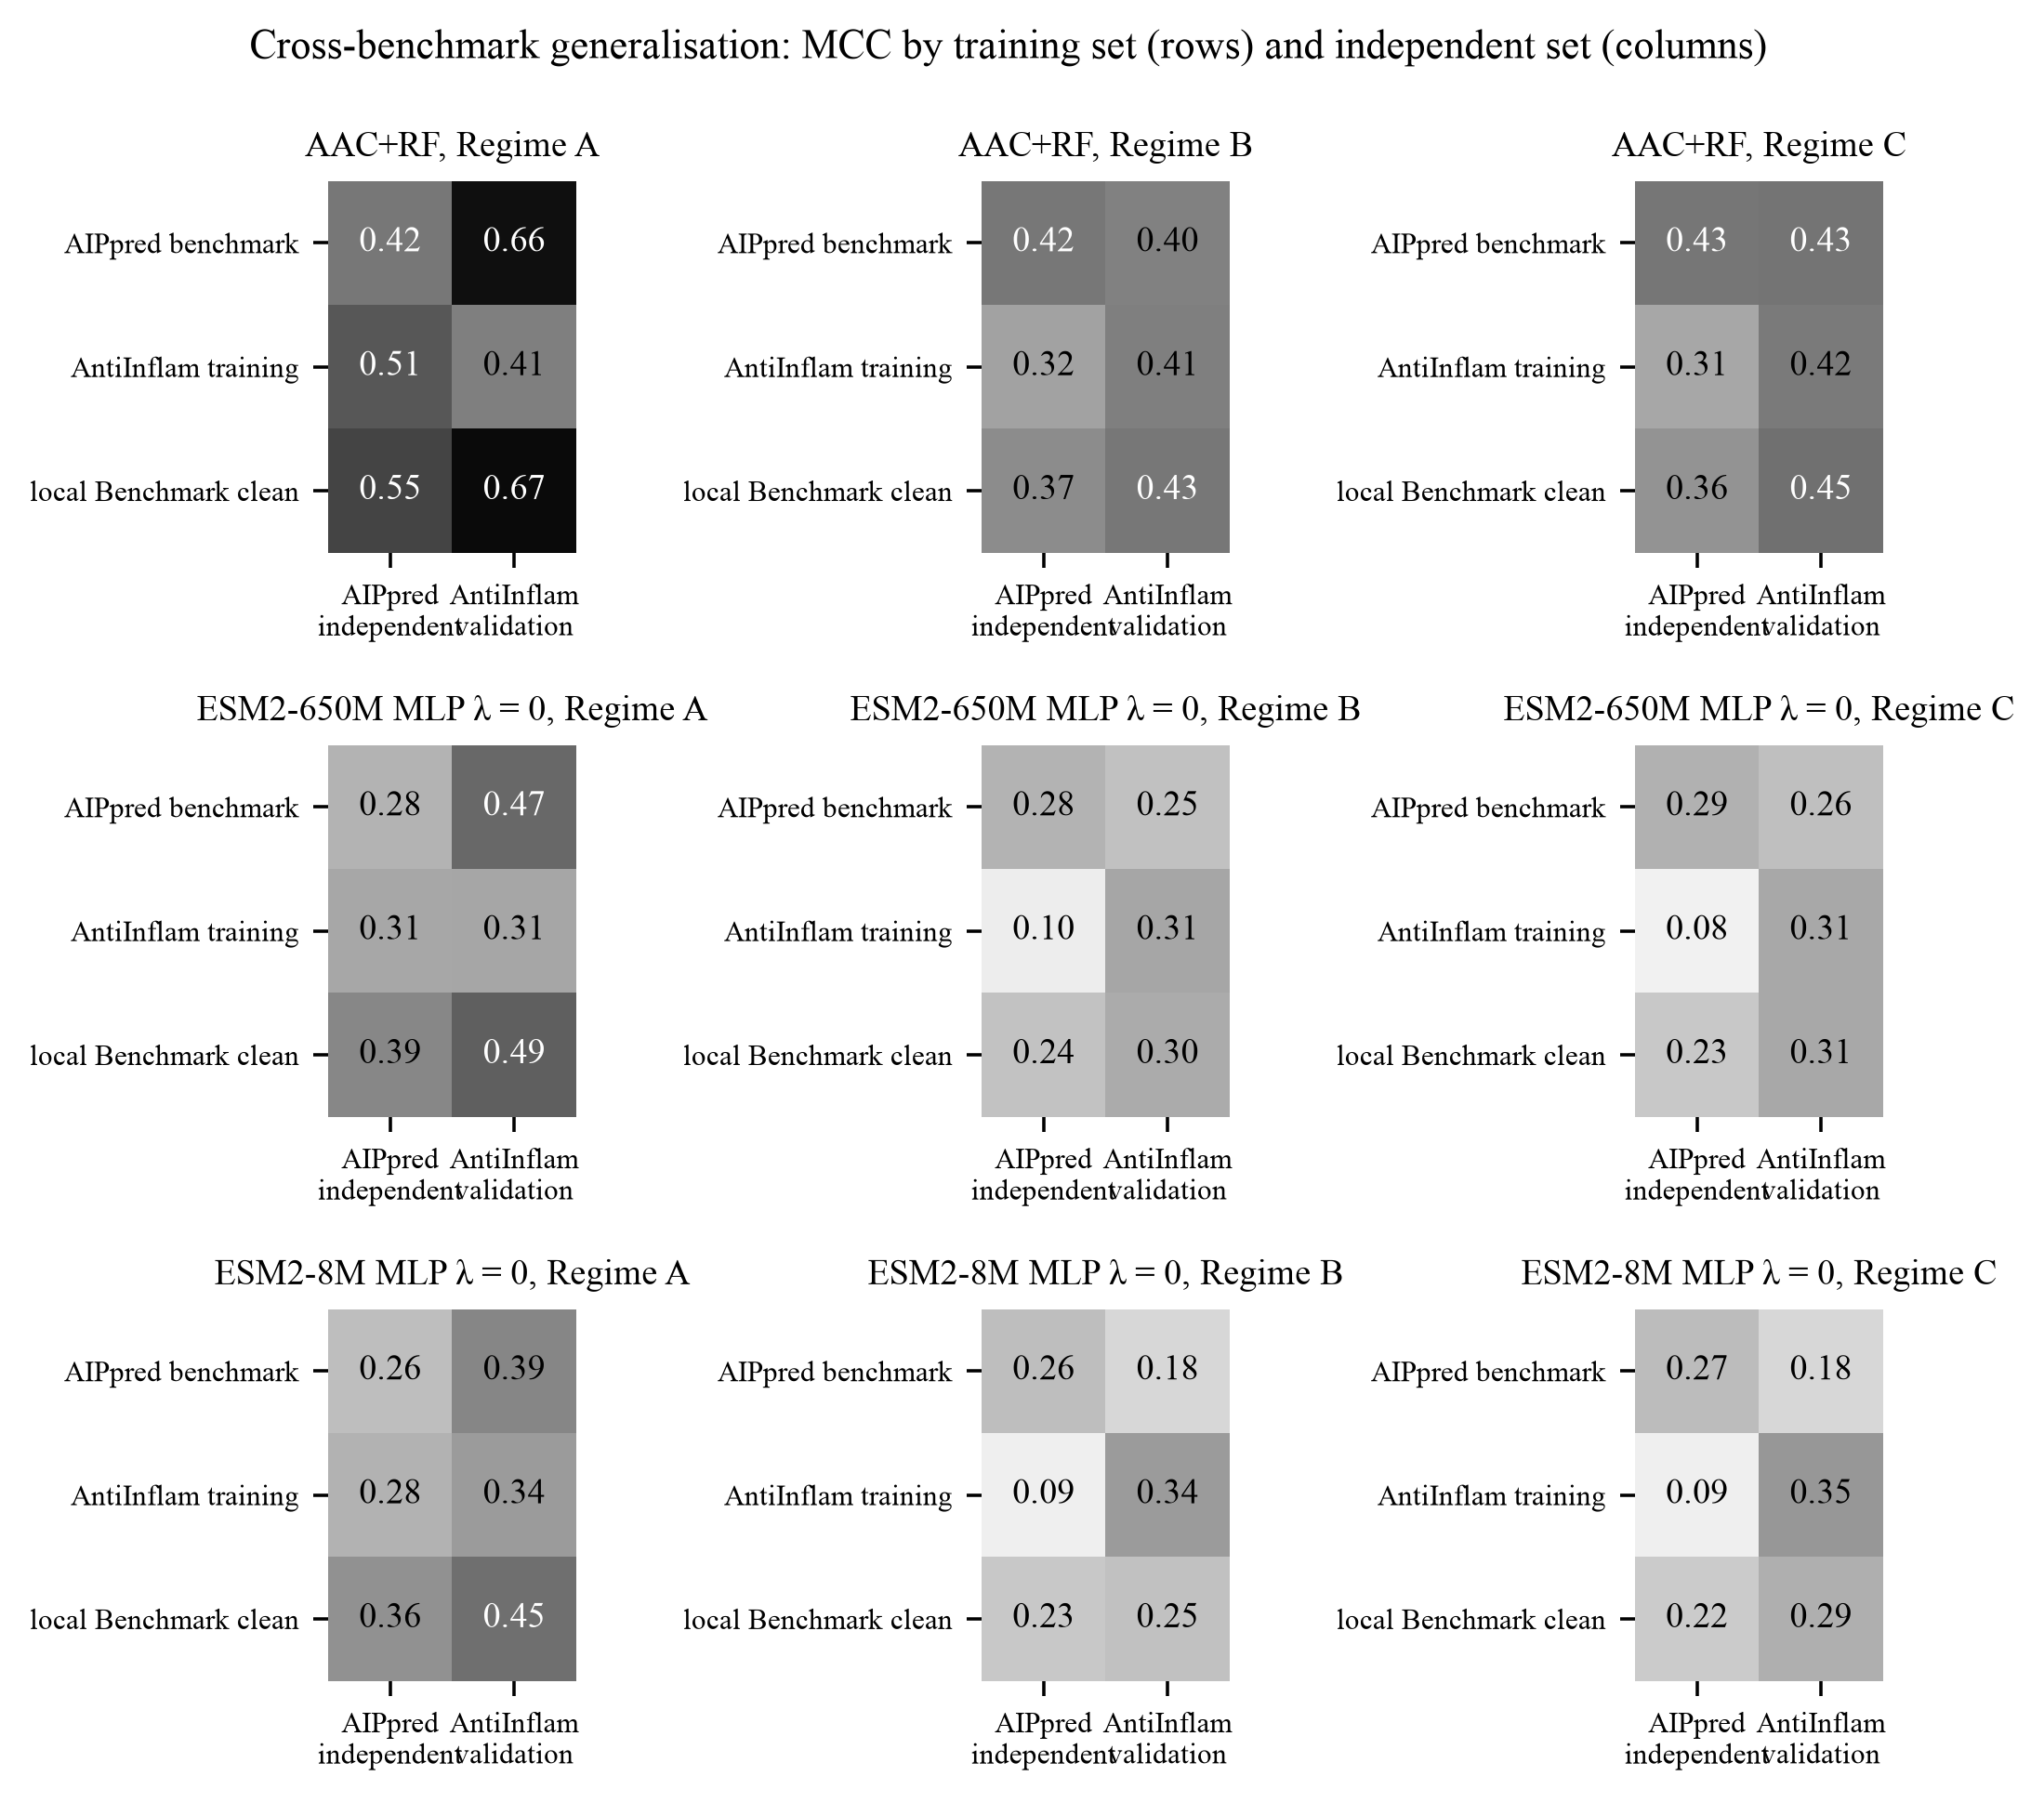 Cross-benchmark generalisation: MCC by training set (rows) and independent set (columns)
AAC+RF, Regime A
AIPpred benchmark 0.42 0.66
AntiInflam training 0.51 0.41
local Benchmark clean 0.55 0.67
AIPpred AntiInflam
independent validation
AAC+RF, Regime B
AIPpred benchmark 0.42 0.40
AntiInflam training 0.32 0.41
local Benchmark clean 0.37 0.43
AIPpred AntiInflam
independent validation
AAC+RF, Regime C
AIPpred benchmark 0.43 0.43
AntiInflam training 0.31 0.42
local Benchmark clean 0.36 0.45
AIPpred AntiInflam
independent validation
ESM2-650M MLP λ = 0, Regime A
AIPpred benchmark 0.28 0.47
AntiInflam training 0.31 0.31
local Benchmark clean 0.39 0.49
AIPpred AntiInflam
independent validation
ESM2-650M MLP λ = 0, Regime B
AIPpred benchmark 0.28 0.25
AntiInflam training 0.10 0.31
local Benchmark clean 0.24 0.30
AIPpred AntiInflam
independent validation
ESM2-650M MLP λ = 0, Regime C
AIPpred benchmark 0.29 0.26
AntiInflam training 0.08 0.31
local Benchmark clean 0.23 0.31
AIPpred AntiInflam
independent validation
ESM2-8M MLP λ = 0, Regime A
AIPpred benchmark 0.26 0.39
AntiInflam training 0.28 0.34
local Benchmark clean 0.36 0.45
AIPpred AntiInflam
independent validation
ESM2-8M MLP λ = 0, Regime B
AIPpred benchmark 0.26 0.18
AntiInflam training 0.09 0.34
local Benchmark clean 0.23 0.25
AIPpred AntiInflam
independent validation
ESM2-8M MLP λ = 0, Regime C
AIPpred benchmark 0.27 0.18
AntiInflam training 0.09 0.35
local Benchmark clean 0.22 0.29
AIPpred AntiInflam
independent validation